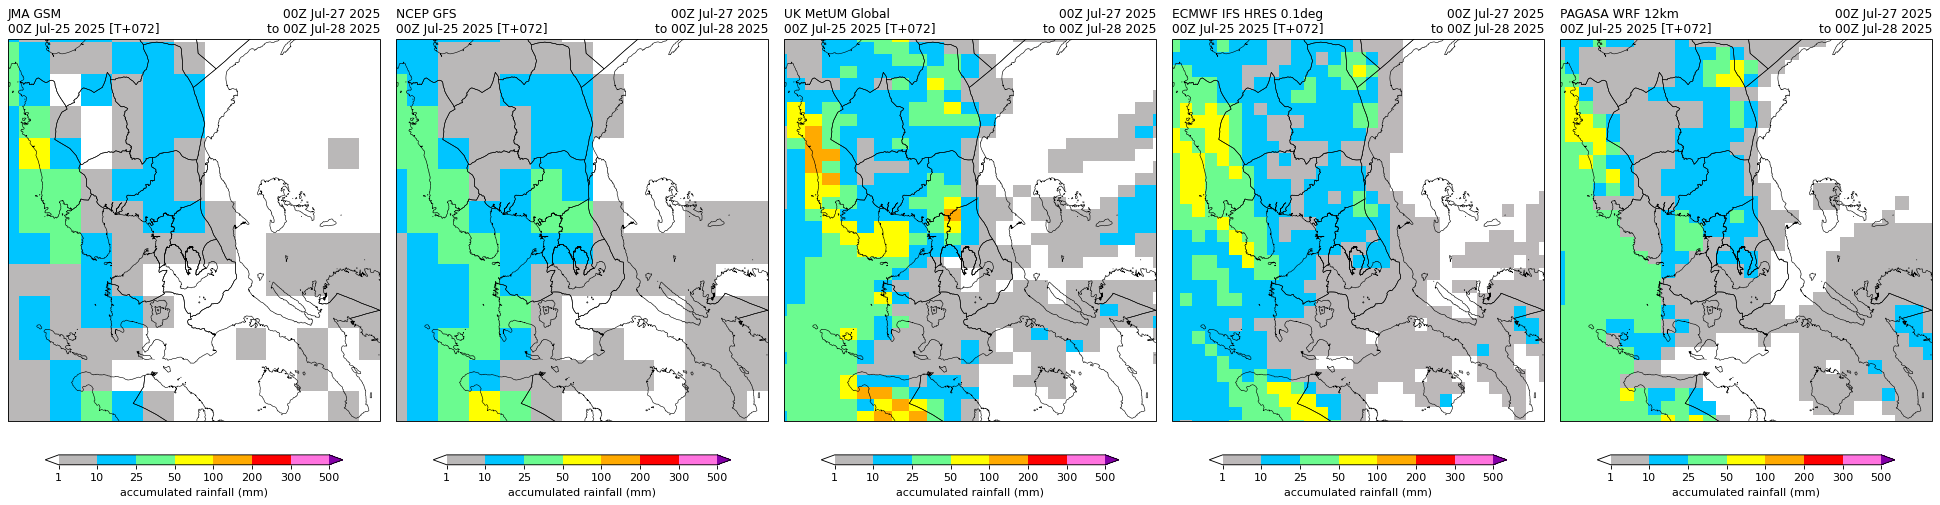 JMA GSM 00Z Jul-27 2025
00Z Jul-25 2025 [T+072] to 00Z Jul-28 2025
1 10 25 50 100 200 300 500
accumulated rainfall (mm)
NCEP GFS 00Z Jul-27 2025
00Z Jul-25 2025 [T+072] to 00Z Jul-28 2025
1 10 25 50 100 200 300 500
accumulated rainfall (mm)
UK MetUM Global 00Z Jul-27 2025
00Z Jul-25 2025 [T+072] to 00Z Jul-28 2025
1 10 25 50 100 200 300 500
accumulated rainfall (mm)
ECMWF IFS HRES 0.1deg 00Z Jul-27 2025
00Z Jul-25 2025 [T+072] to 00Z Jul-28 2025
1 10 25 50 100 200 300 500
accumulated rainfall (mm)
PAGASA WRF 12km 00Z Jul-27 2025
00Z Jul-25 2025 [T+072] to 00Z Jul-28 2025
1 10 25 50 100 200 300 500
accumulated rainfall (mm)